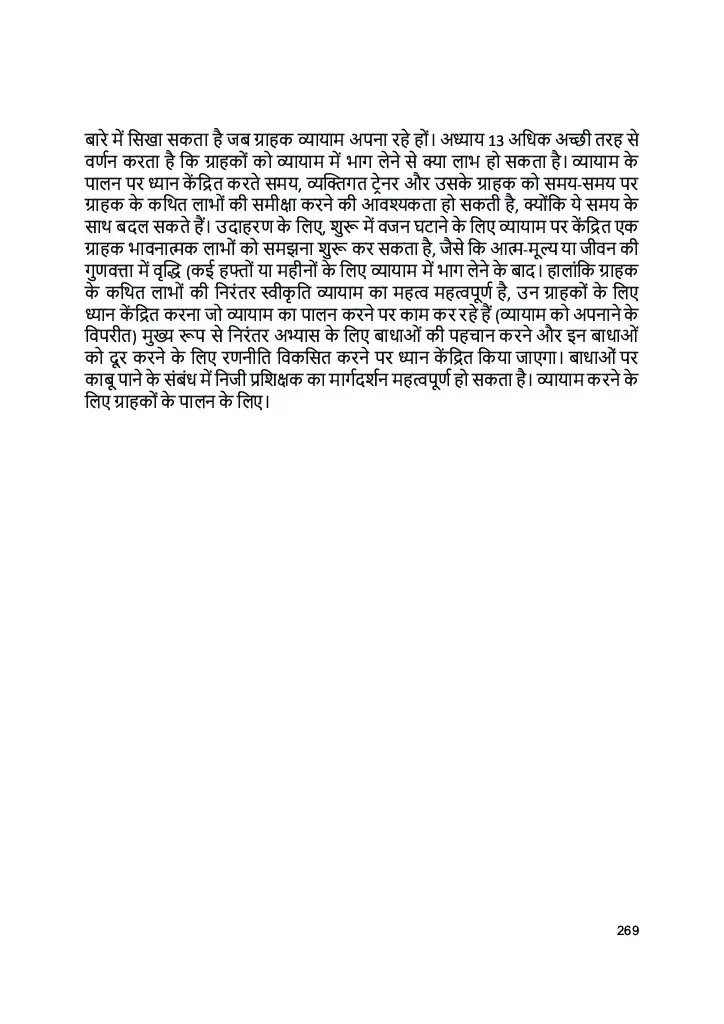 बारे में सिखा सकता है जब ग्राहक व्यायाम अपना रहे हों। अध्याय 13 अधिक अच्छी तरह से
वर्णन करता है कि ग्राहकों को व्यायाम में भाग लेने से क्या लाभ हो सकता है। व्यायाम के
पालन पर ध्यान केंद्रित करते समय, व्यक्तिगत ट्रेनर और उसके ग्राहक को समय-समय पर
ग्राहक के कथित लाभों की समीक्षा करने की आवश्यकता हो सकती है, क्योंकि ये समय के
साथ बदल सकते हैं। उदाहरण के लिए, शुरू में वजन घटाने के लिए व्यायाम पर केंद्रित एक
ग्राहक भावनात्मक लाभों को समझना शुरू कर सकता है, जैसे कि आत्म-मूल्य या जीवन की
गुणवत्ता में वृद्धि (कई हफ्तों या महीनों के लिए व्यायाम में भाग लेने के बाद। हालांकि ग्राहक
के कथित लाभों की निरंतर स्वीकृति व्यायाम का महत्व महत्वपूर्ण है, उन ग्राहकों के लिए
ध्यान केंद्रित करना जो व्यायाम का पालन करने पर काम कर रहे हैं (व्यायाम को अपनाने के
विपरीत) मुख्य रूप से निरंतर अभ्यास के लिए बाधाओं की पहचान करने और इन बाधाओं
को दूर करने के लिए रणनीति विकसित करने पर ध्यान केंद्रित किया जाएगा। बाधाओं पर
काबू पाने के संबंध में निजी प्रशिक्षक का मार्गदर्शन महत्वपूर्ण हो सकता है। व्यायाम करने के
लिए ग्राहकों के पालन के लिए।
269